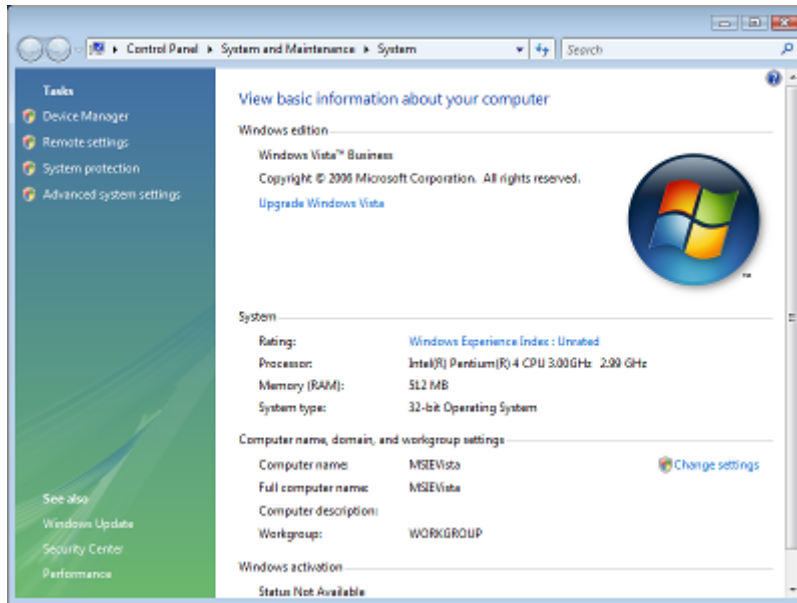 Control Panel ▸ System and Maintenance ▸ System
Search
Tasks
Device Manager
Remote settings
System protection
Advanced system settings
See also
Windows Update
Security Center
Performance
View basic information about your computer
Windows edition
Windows Vista™ Business
Copyright © 2006 Microsoft Corporation. All rights reserved.
Upgrade Windows Vista
TM
System
Rating: Windows Experience Index : Unrated
Processor: Intel(R) Pentium(R) 4 CPU 3.00GHz 2.99 GHz
Memory (RAM): 512 MB
System type: 32-bit Operating System
Computer name, domain, and workgroup settings
Computer name: MSIEVista
Change settings
Full computer name: MSIEVista
Computer description:
Workgroup: WORKGROUP
Windows activation
Status Not Available